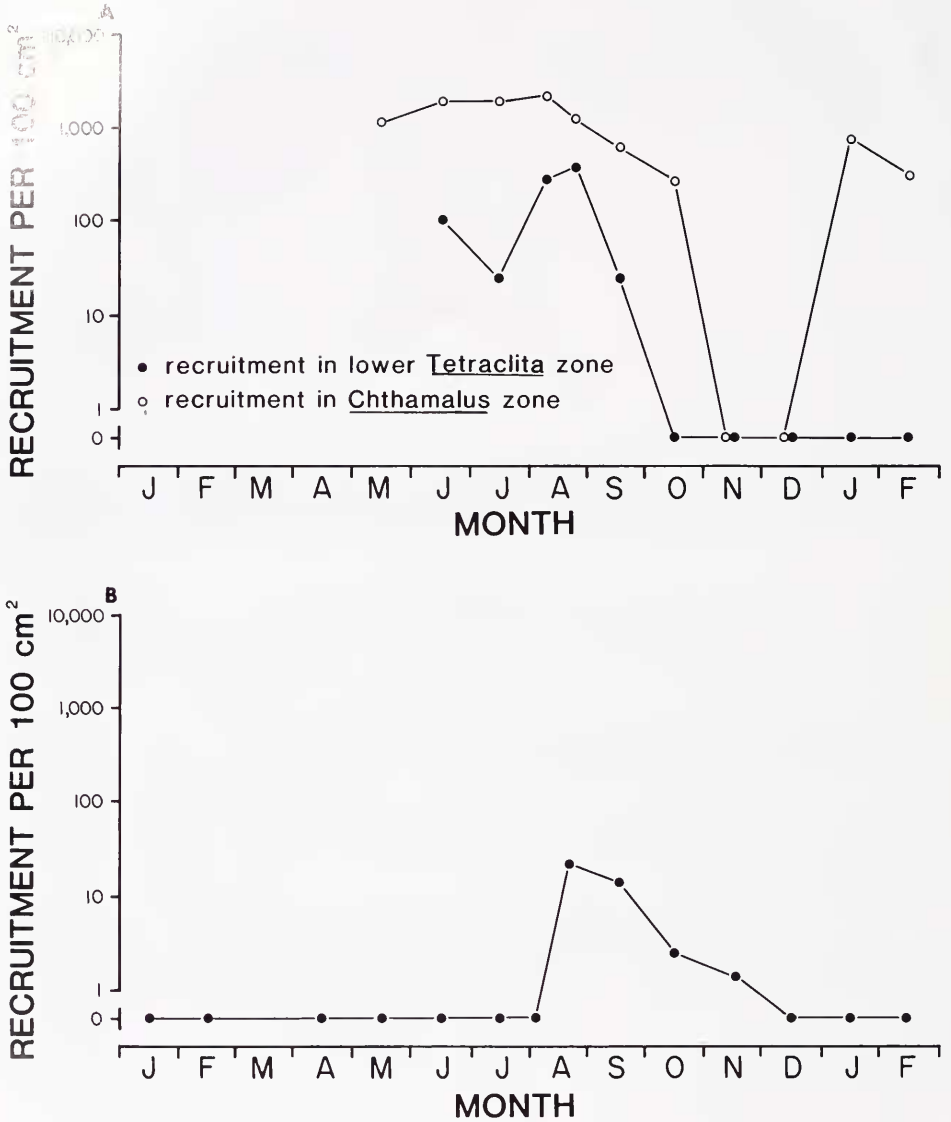 A
1,000
100
10
1
0
RECRUITMENT PER 100 cm²
● recruitment in lower Tetraclita zone
○ recruitment in Chthamalus zone
J F M A M J J A S O N D J F
MONTH
B
10,000
1,000
100
10
1
0
RECRUITMENT PER 100 cm²
J F M A M J J A S O N D J F
MONTH